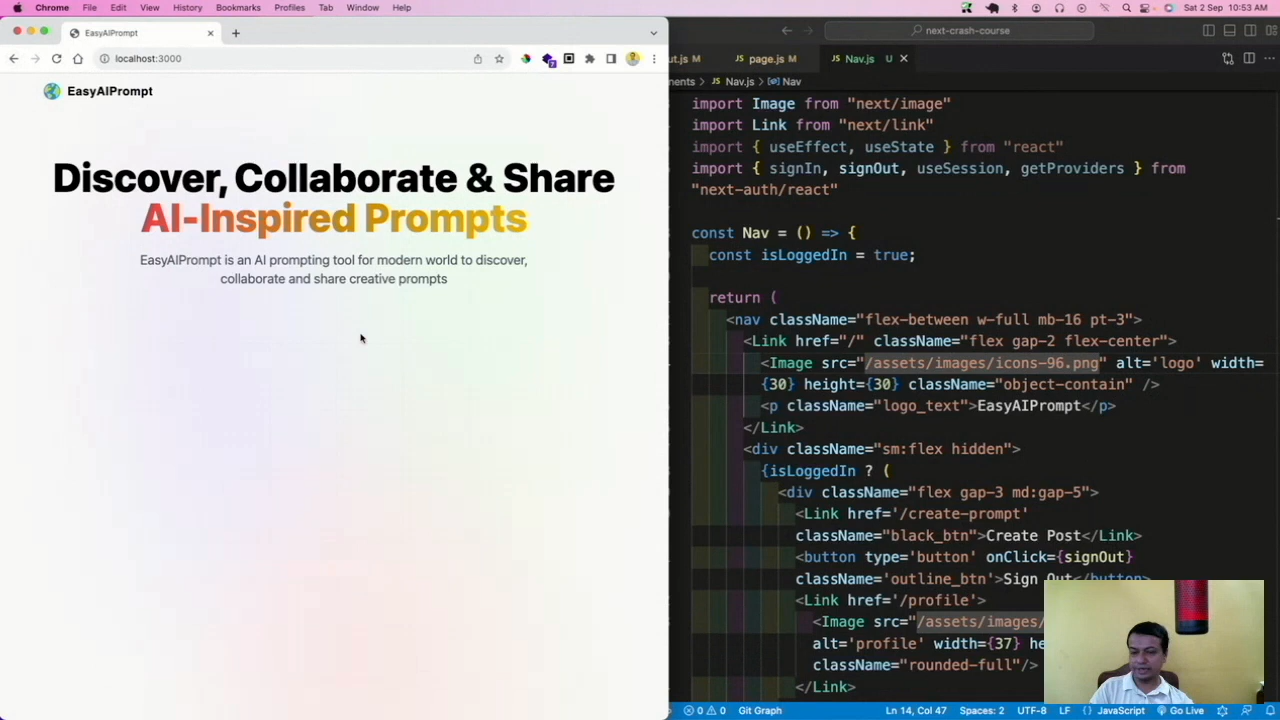 Chrome File Edit View History Bookmarks Profiles Tab Window Help
Sat 2 Sep 10:53 AM
EasyAIPrompt
localhost:3000
7
EasyAIPrompt
Discover, Collaborate & Share
AI-Inspired Prompts
EasyAIPrompt is an AI prompting tool for modern world to discover,
collaborate and share creative prompts
next-crash-course
ut.js M page.js M Nav.js U
nents > Nav.js > Nav
import Image from "next/image"
import Link from "next/link"
import { useEffect, useState } from "react"
import { signIn, signOut, useSession, getProviders } from
"next-auth/react"
const Nav = () => {
const isLoggedIn = true;
return (
<nav className="flex-between w-full mb-16 pt-3">
<Link href="/" className="flex gap-2 flex-center">
<Image src="/assets/images/icons-96.png" alt='logo' width=
{30} height={30} className="object-contain" />
<p className="logo_text">EasyAIPrompt</p>
</Link>
<div className="sm:flex hidden">
{isLoggedIn ? (
<div className="flex gap-3 md:gap-5">
<Link href='/create-prompt'
className="black_btn">Create Post</Link>
<button type='button' onClick={signOut}
className='outline_btn'>Sign Out</button>
<Link href='/profile'>
<Image src="/assets/images/
alt='profile' width={37} he
className="rounded-full"/>
</Link>
0 0 Git Graph Ln 14, Col 47 Spaces: 2 UTF-8 LF {} JavaScript Go Live